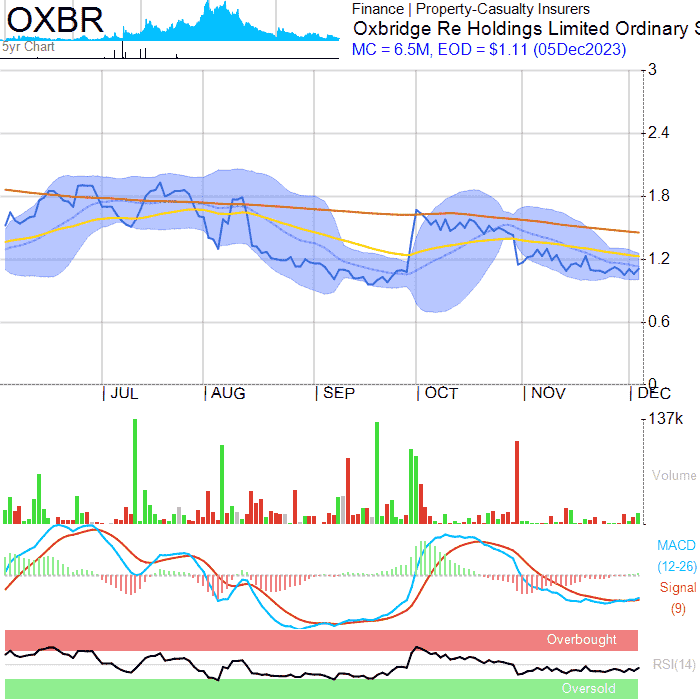 OXBR
5yr Chart
Finance | Property-Casualty Insurers
Oxbridge Re Holdings Limited Ordinary S
MC = 6.5M, EOD = $1.11 (05Dec2023)
3
2.4
1.8
1.2
0.6
0
| JUL | AUG | SEP | OCT | NOV | DEC
137k
Volume
MACD
(12-26)
Signal
(9)
Overbought
RSI(14)
Oversold